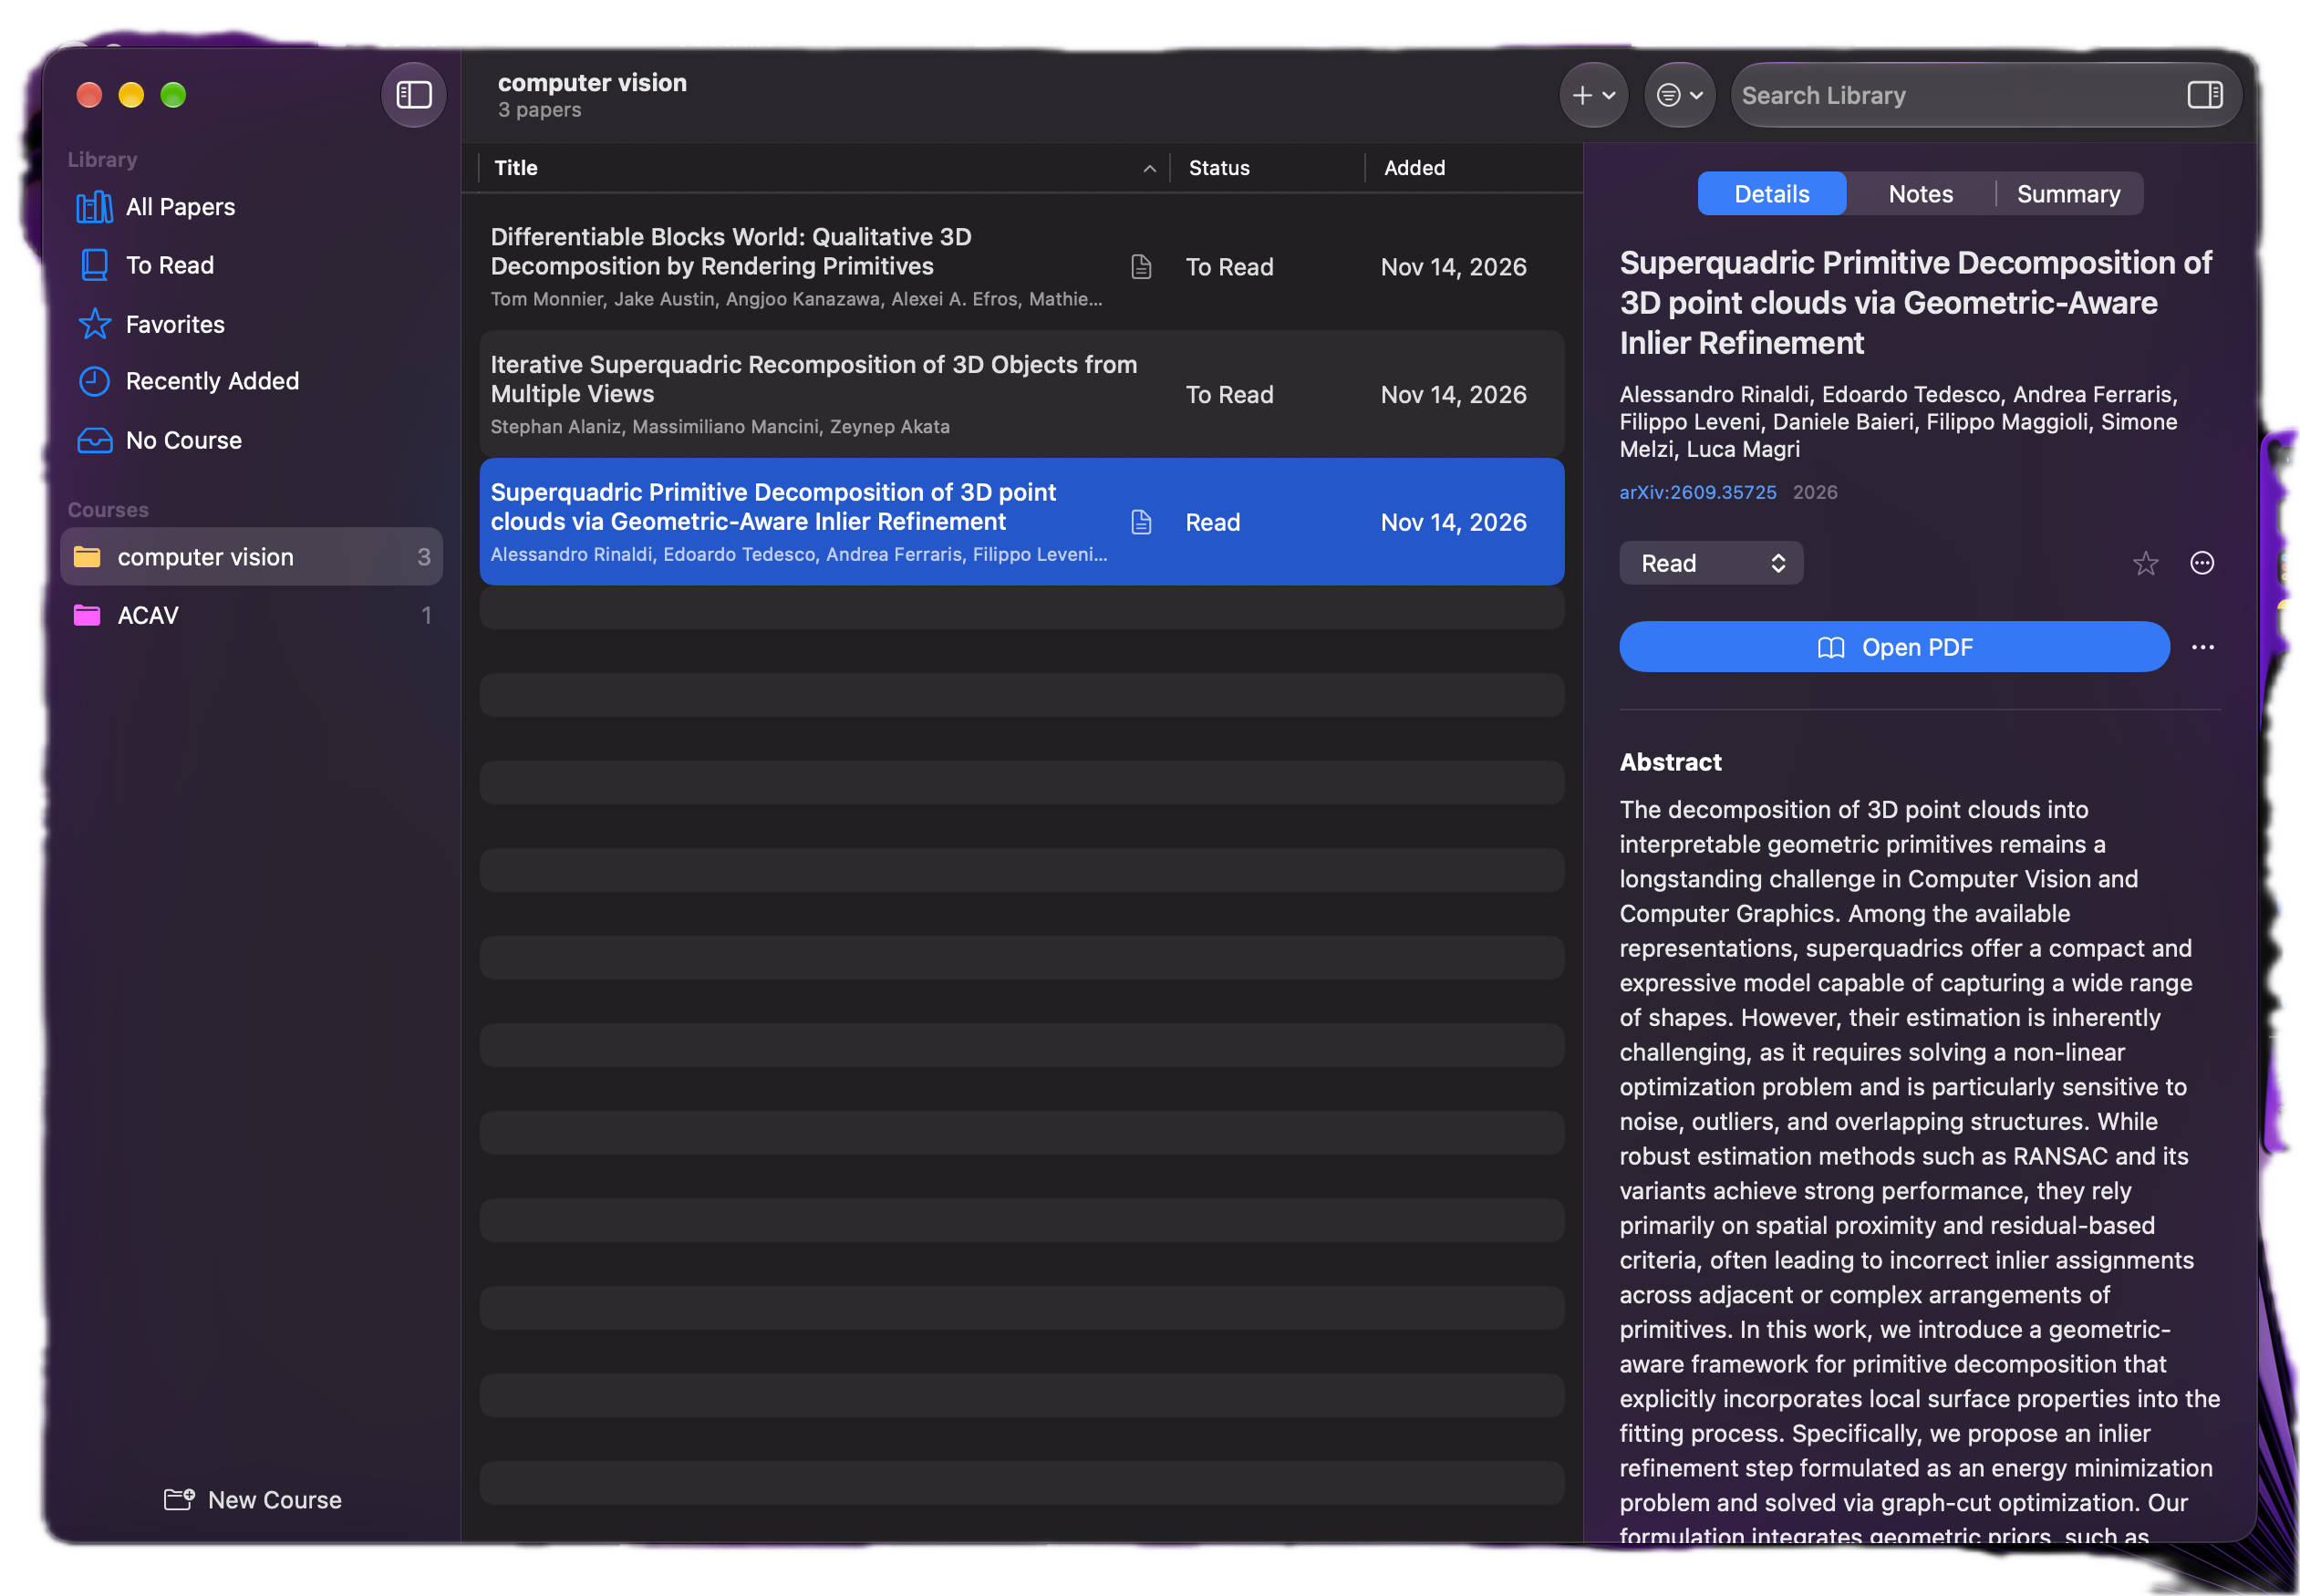 computer vision
3 papers
Search Library
Library
All Papers
To Read
Favorites
Recently Added
No Course
Courses
computer vision 3
ACAV 1
New Course
Title Status Added
Differentiable Blocks World: Qualitative 3D
Decomposition by Rendering Primitives
Tom Monnier, Jake Austin, Angjoo Kanazawa, Alexei A. Efros, Mathie...
To Read Nov 14, 2026
Iterative Superquadric Recomposition of 3D Objects from
Multiple Views
Stephan Alaniz, Massimiliano Mancini, Zeynep Akata
To Read Nov 14, 2026
Superquadric Primitive Decomposition of 3D point
clouds via Geometric-Aware Inlier Refinement
Alessandro Rinaldi, Edoardo Tedesco, Andrea Ferraris, Filippo Leveni...
Read Nov 14, 2026
Details Notes Summary
Superquadric Primitive Decomposition of
3D point clouds via Geometric-Aware
Inlier Refinement
Alessandro Rinaldi, Edoardo Tedesco, Andrea Ferraris,
Filippo Leveni, Daniele Baieri, Filippo Maggioli, Simone
Melzi, Luca Magri
arXiv:2609.35725 2026
Read
Open PDF
Abstract
The decomposition of 3D point clouds into
interpretable geometric primitives remains a
longstanding challenge in Computer Vision and
Computer Graphics. Among the available
representations, superquadrics offer a compact and
expressive model capable of capturing a wide range
of shapes. However, their estimation is inherently
challenging, as it requires solving a non-linear
optimization problem and is particularly sensitive to
noise, outliers, and overlapping structures. While
robust estimation methods such as RANSAC and its
variants achieve strong performance, they rely
primarily on spatial proximity and residual-based
criteria, often leading to incorrect inlier assignments
across adjacent or complex arrangements of
primitives. In this work, we introduce a geometric-
aware framework for primitive decomposition that
explicitly incorporates local surface properties into the
fitting process. Specifically, we propose an inlier
refinement step formulated as an energy minimization
problem and solved via graph-cut optimization. Our
formulation integrates geometric priors, such as